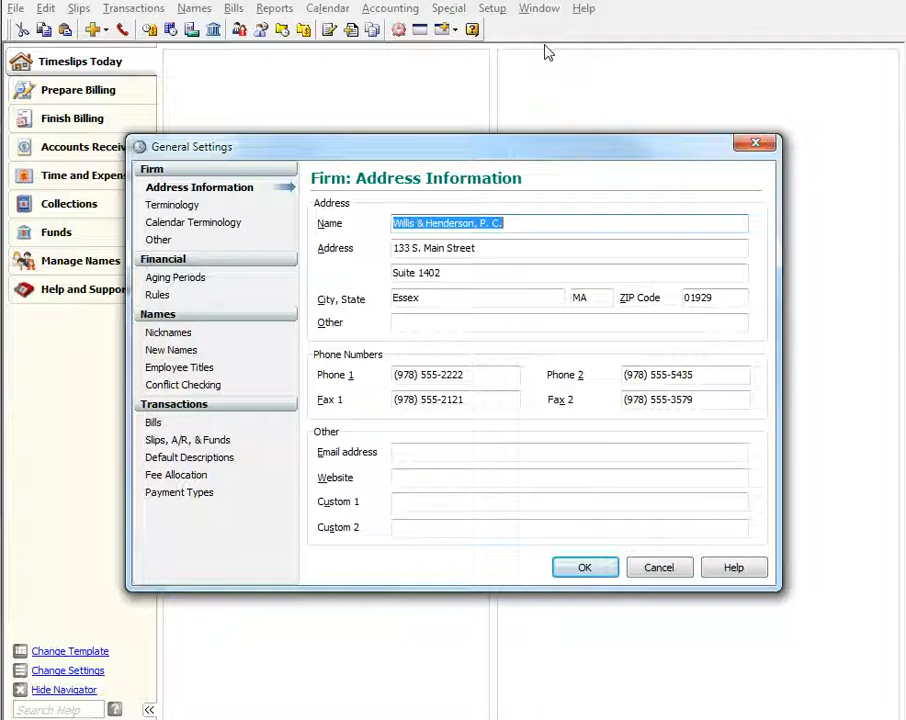 File Edit Slips Transactions Names Bills Reports Calendar Accounting Special Setup Window Help
Timeslips Today
Prepare Billing
Finish Billing
Accounts Receiv
Time and Expens
Collections
Funds
Manage Names
Help and Suppor
Change Template
Change Settings
Hide Navigator
Search Help
General Settings
Firm
Address Information
Terminology
Calendar Terminology
Other
Financial
Aging Periods
Rules
Names
Nicknames
New Names
Employee Titles
Conflict Checking
Transactions
Bills
Slips, A/R, & Funds
Default Descriptions
Fee Allocation
Payment Types
Firm: Address Information
Address
Name Willis & Henderson, P. C.
Address 133 S. Main Street
Suite 1402
City, State Essex MA ZIP Code 01929
Other
Phone Numbers
Phone 1 (978) 555-2222 Phone 2 (978) 555-5435
Fax 1 (978) 555-2121 Fax 2 (978) 555-3579
Other
Email address
Website
Custom 1
Custom 2
OK Cancel Help